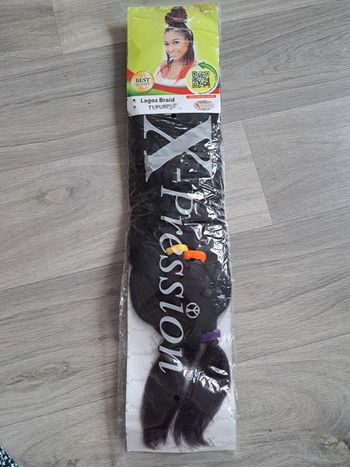 BEST
Lagos Braid
T1/PURPLE
X-Pression